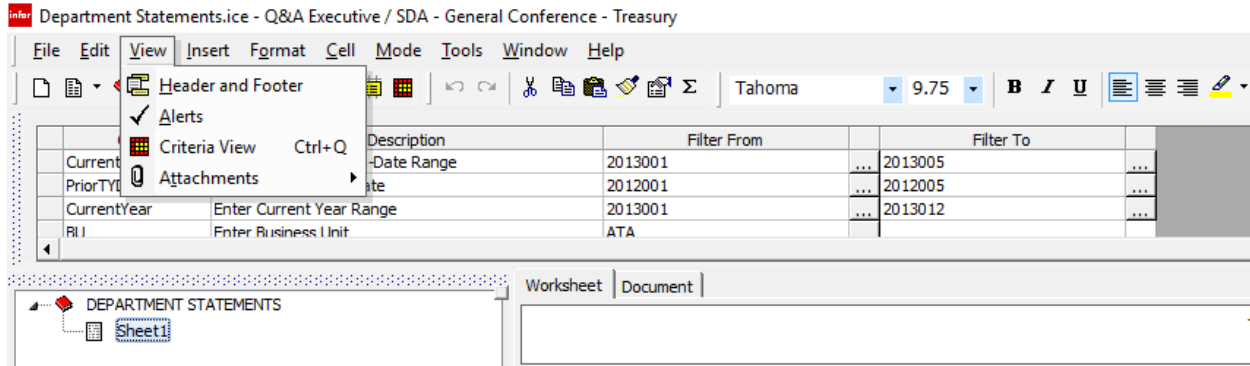 infor Department Statements.ice - Q&A Executive / SDA - General Conference - Treasury
File Edit View Insert Format Cell Mode Tools Window Help
Header and Footer
Alerts
Criteria View Ctrl+Q
Attachments
Tahoma 9.75 B I U
Description Filter From Filter To
Current -Date Range 2013001 ... 2013005 ...
PriorTYD ate 2012001 ... 2012005 ...
CurrentYear Enter Current Year Range 2013001 ... 2013012 ...
BU Enter Business Unit ATA
DEPARTMENT STATEMENTS
Sheet1
Worksheet Document